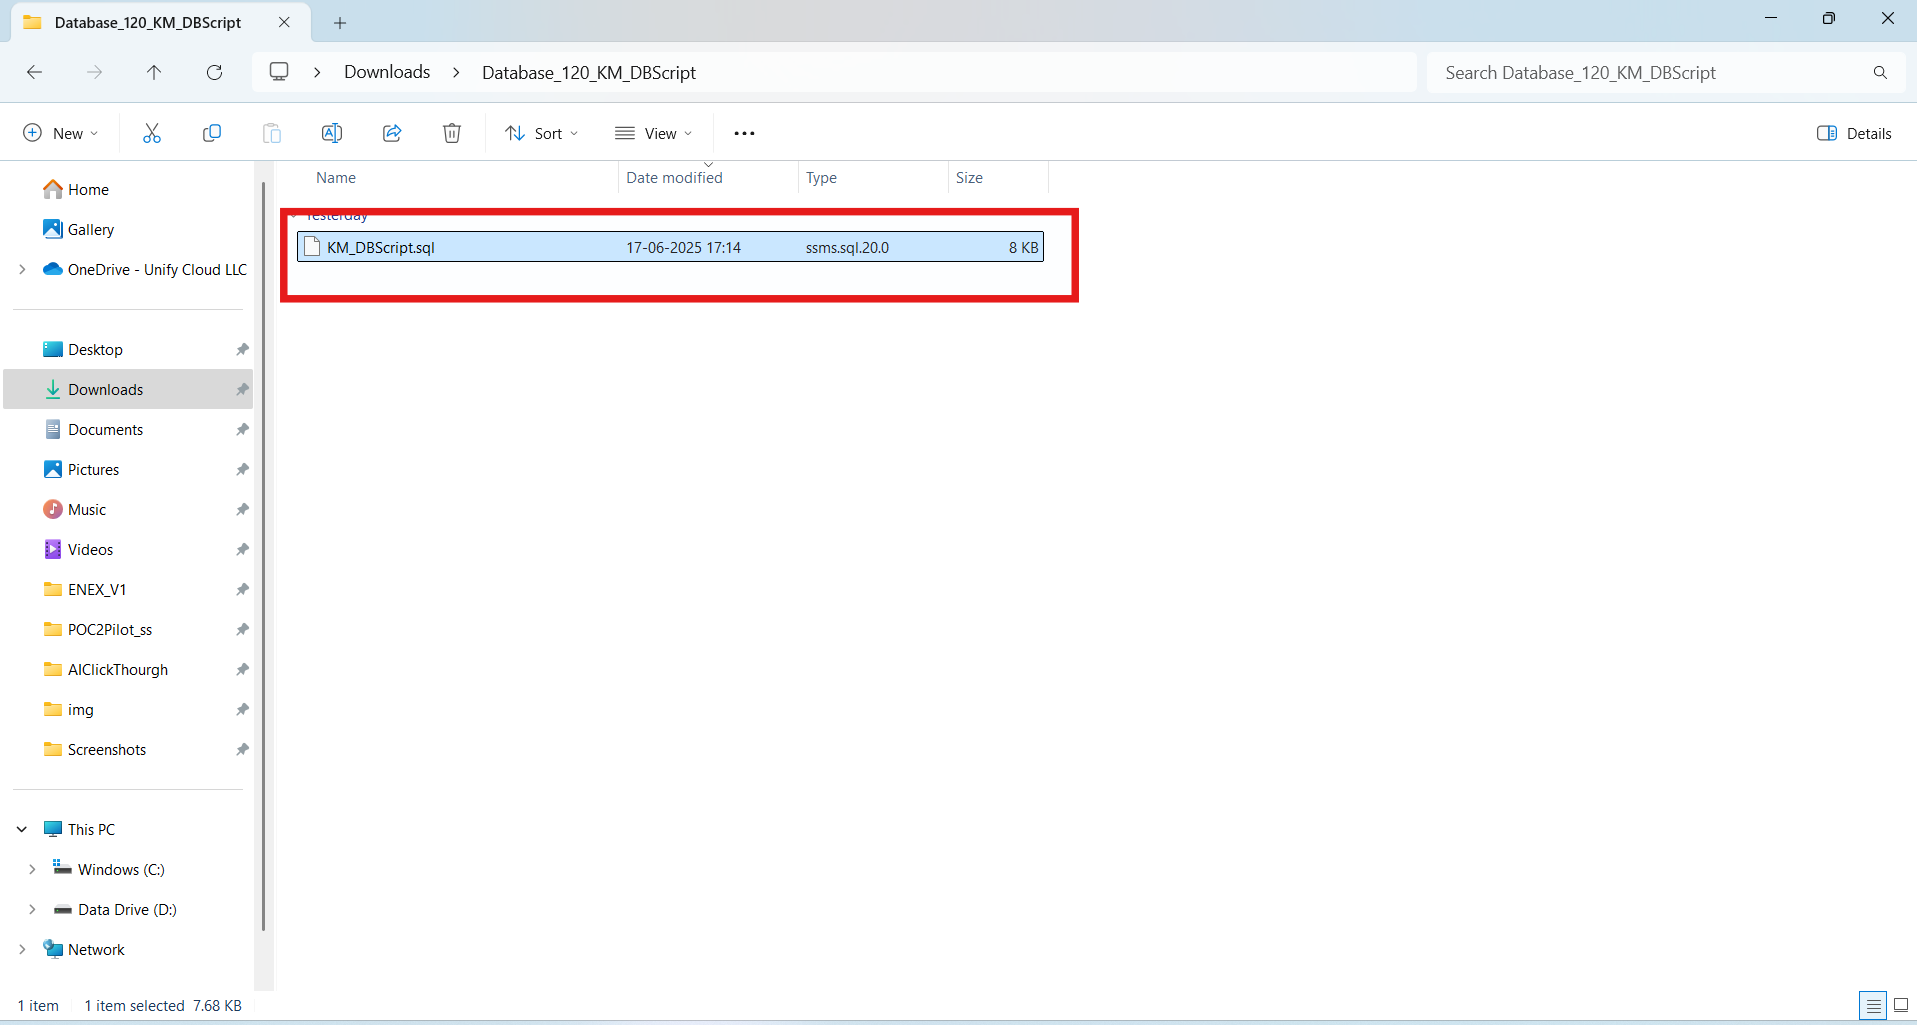 Database_120_KM_DBScript
Downloads
Database_120_KM_DBScript
Search Database_120_KM_DBScript
New
Sort
View
Details
Name
Date modified
Type
Size
Yesterday
KM_DBScript.sql
17-06-2025 17:14
ssms.sql.20.0
8 KB
Home
Gallery
OneDrive - Unify Cloud LLC
Desktop
Downloads
Documents
Pictures
Music
Videos
ENEX_V1
POC2Pilot_ss
AIClickThourgh
img
Screenshots
This PC
Windows (C:)
Data Drive (D:)
Network
1 item
1 item selected 7.68 KB